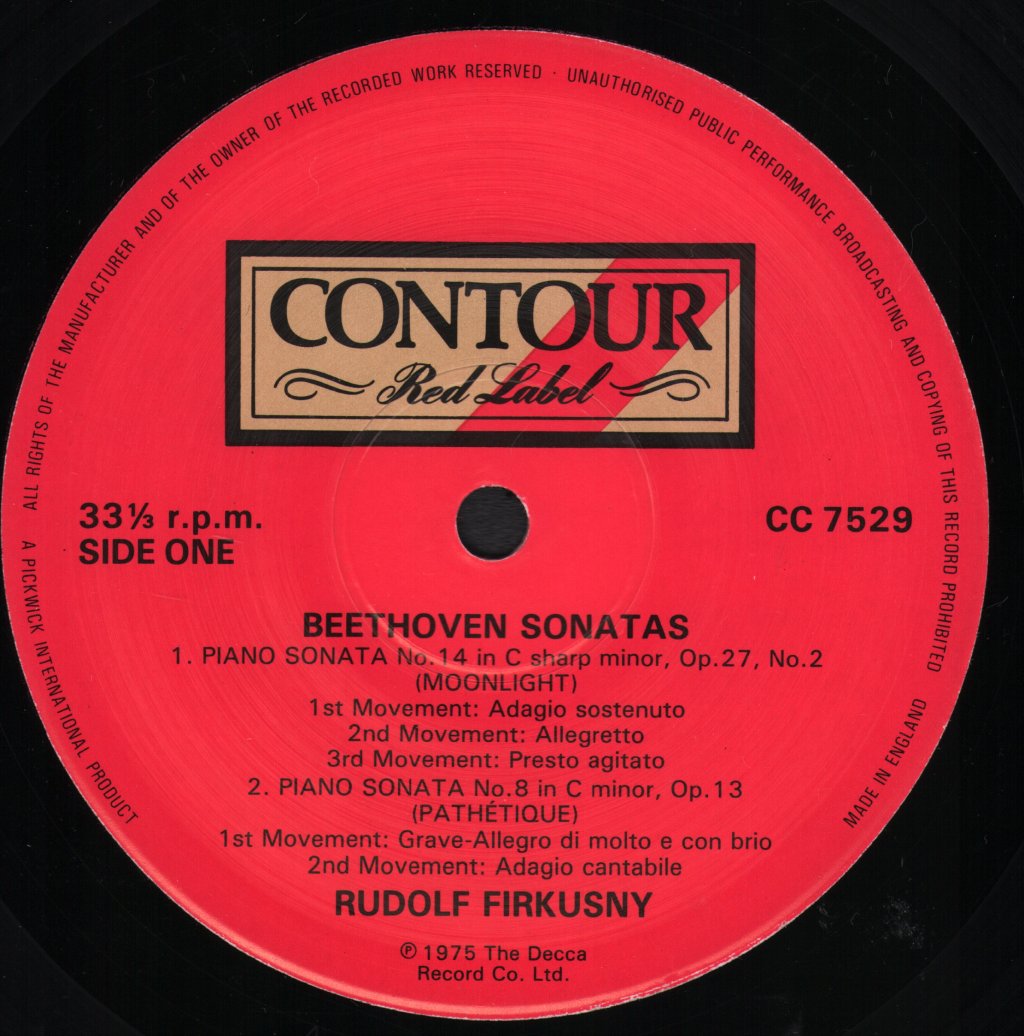 ALL RIGHTS OF THE MANUFACTURER AND OF THE OWNER OF THE RECORDED WORK RESERVED · UNAUTHORISED PUBLIC PERFORMANCE BROADCASTING AND COPYING OF THIS RECORD PROHIBITED
CONTOUR
Red Label
33⅓ r.p.m.
SIDE ONE
CC 7529
BEETHOVEN SONATAS
1. PIANO SONATA No.14 in C sharp minor, Op.27, No.2
(MOONLIGHT)
1st Movement: Adagio sostenuto
2nd Movement: Allegretto
3rd Movement: Presto agitato
2. PIANO SONATA No.8 in C minor, Op.13
(PATHÉTIQUE)
1st Movement: Grave-Allegro di molto e con brio
2nd Movement: Adagio cantabile
RUDOLF FIRKUSNY
℗ 1975 The Decca
Record Co. Ltd.
A PICKWICK INTERNATIONAL PRODUCT
MADE IN ENGLAND